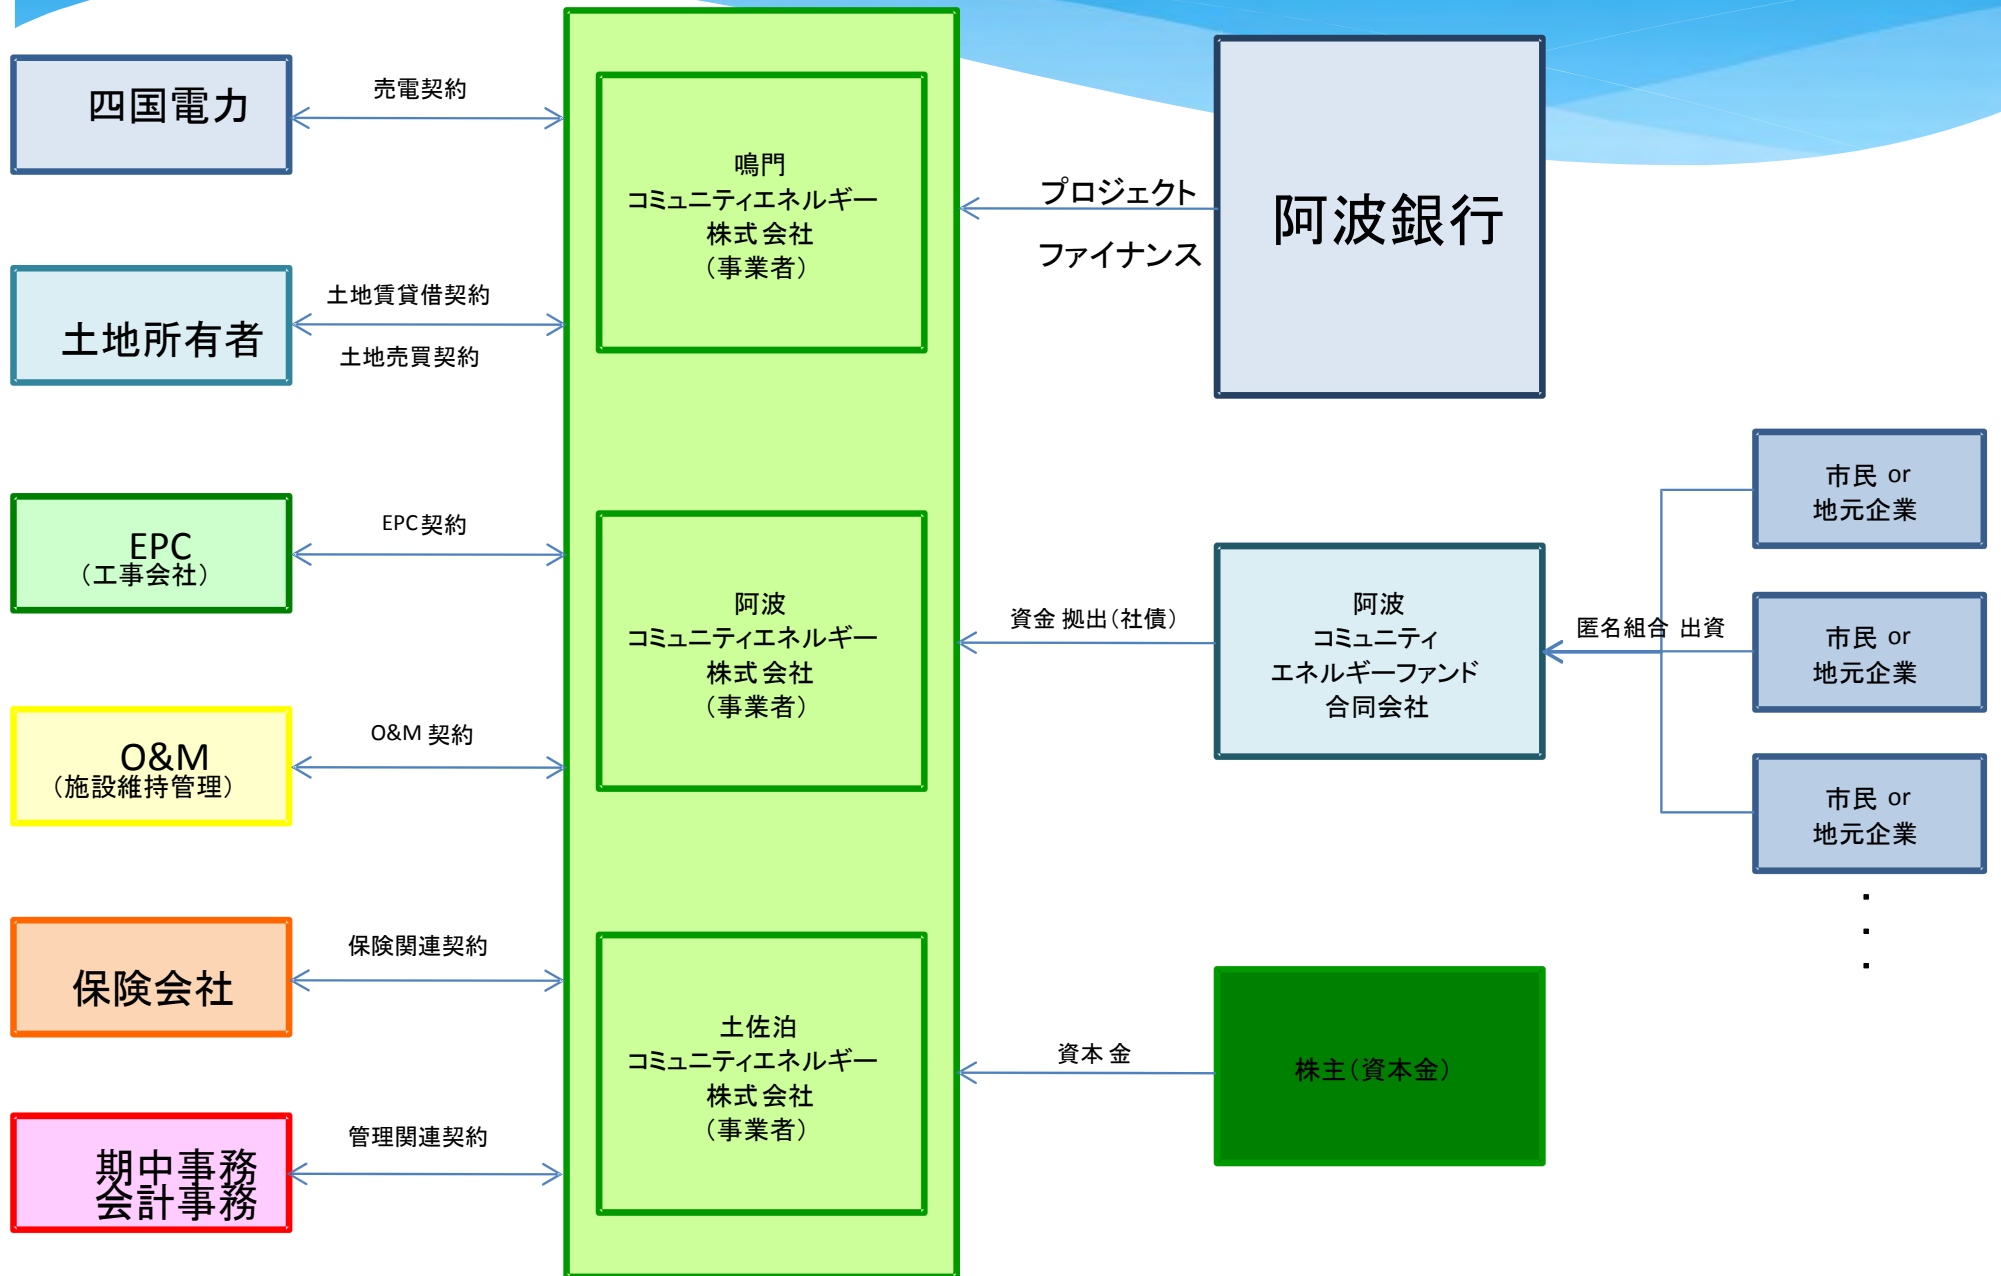 四国電力
売電契約
土地所有者
土地賃貸借契約
土地売買契約
EPC
（工事会社）
EPC契約
O&M
（施設維持管理）
O&M 契約
保険会社
保険関連契約
期中事務
会計事務
管理関連契約
鳴門
コミュニティエネルギー
株式会社
（事業者）
阿波
コミュニティエネルギー
株式会社
（事業者）
土佐泊
コミュニティエネルギー
株式会社
（事業者）
プロジェクト
ファイナンス
阿波銀行
資金拠出（社債）
阿波
コミュニティ
エネルギーファンド
合同会社
匿名組合 出資
市民 or
地元企業
市民 or
地元企業
市民 or
地元企業
・
・
・
資本金
株主（資本金）